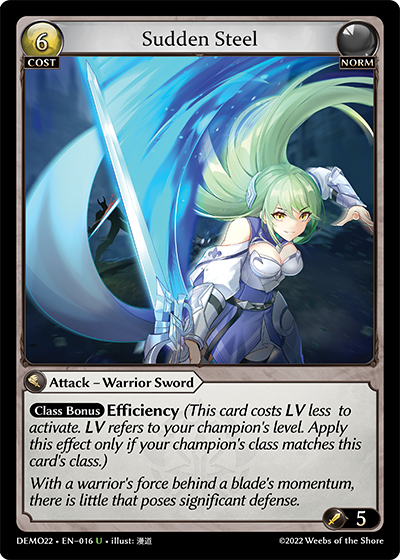 6
Sudden Steel
COST
NORM
Attack – Warrior Sword
Class Bonus Efficiency (This card costs LV less to
activate. LV refers to your champion's level. Apply
this effect only if your champion's class matches this
card's class.)
With a warrior's force behind a blade's momentum,
there is little that poses significant defense.
5
DEMO22 • EN–016 U • illust: 漫道
©2022 Weebs of the Shore